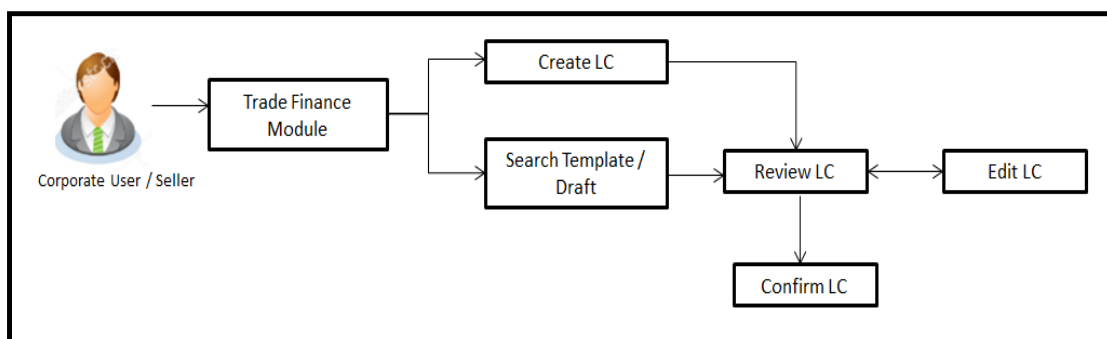 Create LC
Trade Finance
Module
Search Template /
Draft
Review LC
Edit LC
Corporate User / Seller
Confirm LC